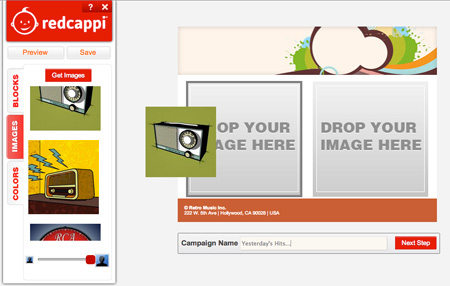 ? ×
redcappi
Preview
Save
BLOCKS
IMAGES
COLORS
Get Images
RCA
OP YOUR
AGE HERE
DROP YOUR
IMAGE HERE
© Retro Music Inc.
222 W. 5th Ave | Hollywood, CA 90028 | USA
Campaign Name
Yesterday's Hits...
Next Step